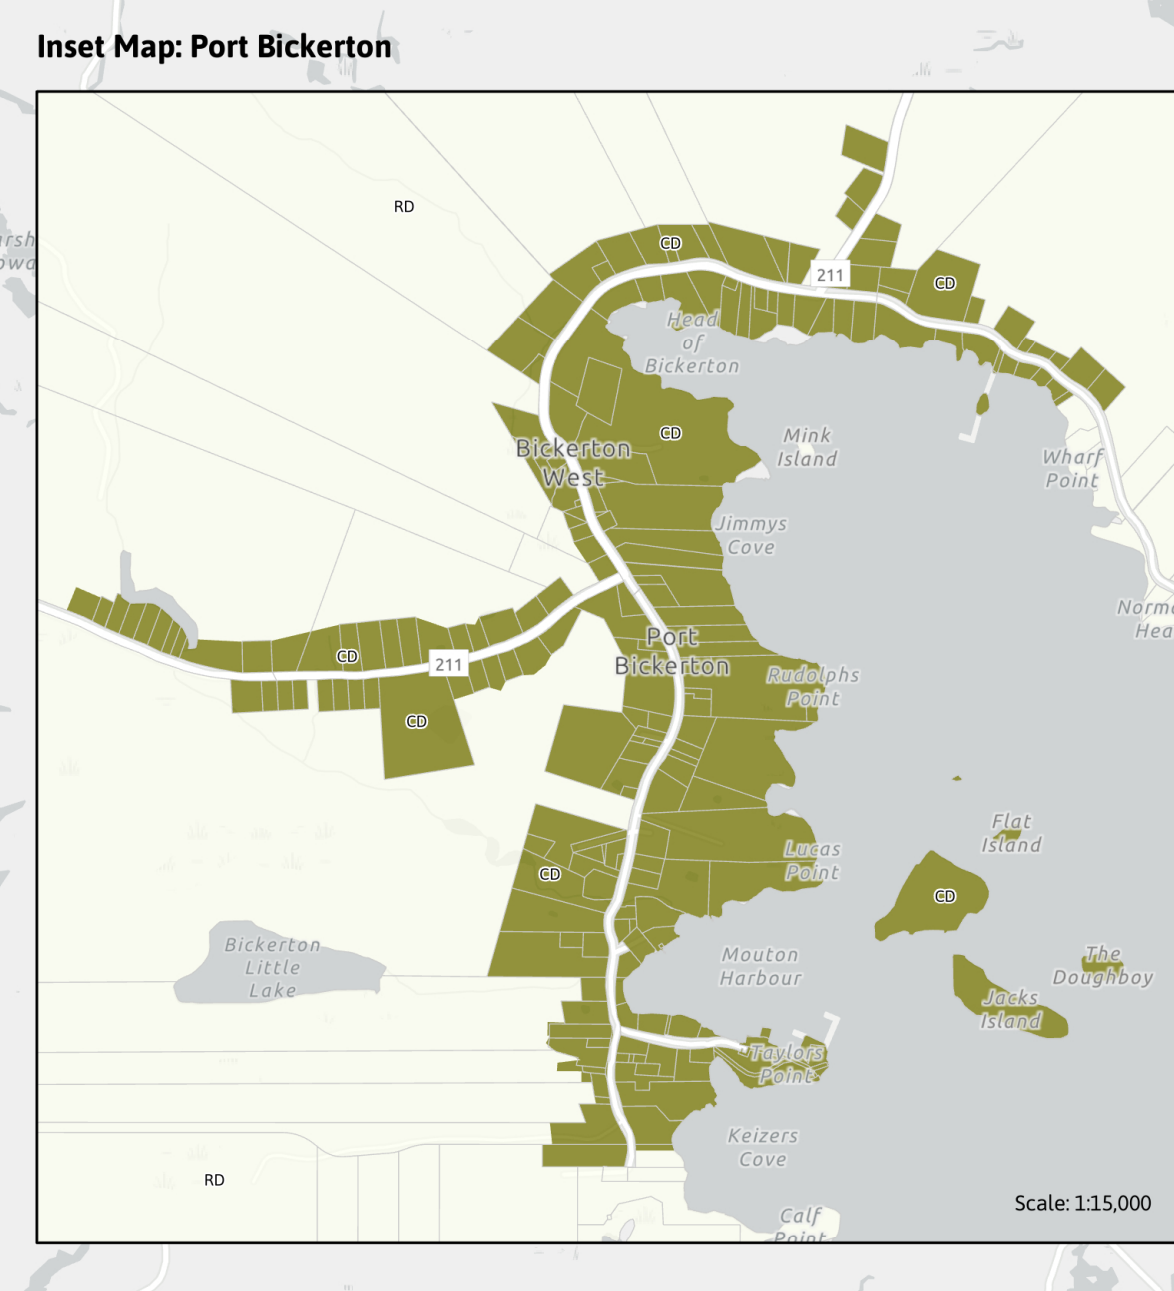 Inset Map: Port Bickerton
RD
CD
211
CD
Head
of
Bickerton
CD
Mink
Island
Bickerton
West
Wharf
Point
Jimmys
Cove
CD
211
Port
Bickerton
Rudolphs
Point
CD
Flat
Island
Lucas
Point
CD
CD
Bickerton
Little
Lake
Mouton
Harbour
The
Doughboy
Jacks
Island
Taylors
Point
Keizers
Cove
RD
Scale: 1:15,000
Calf
Point